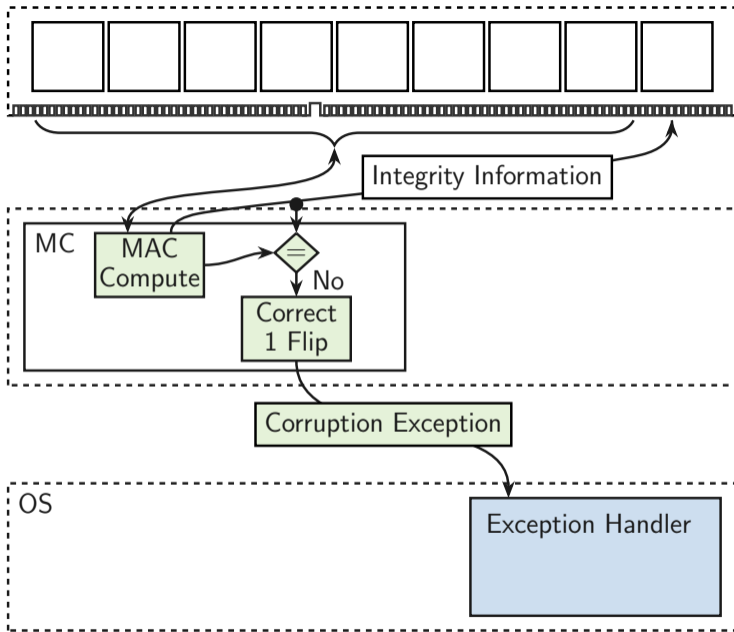 Integrity Information
MC
MAC
Compute
=
No
Correct
1 Flip
Corruption Exception
OS
Exception Handler